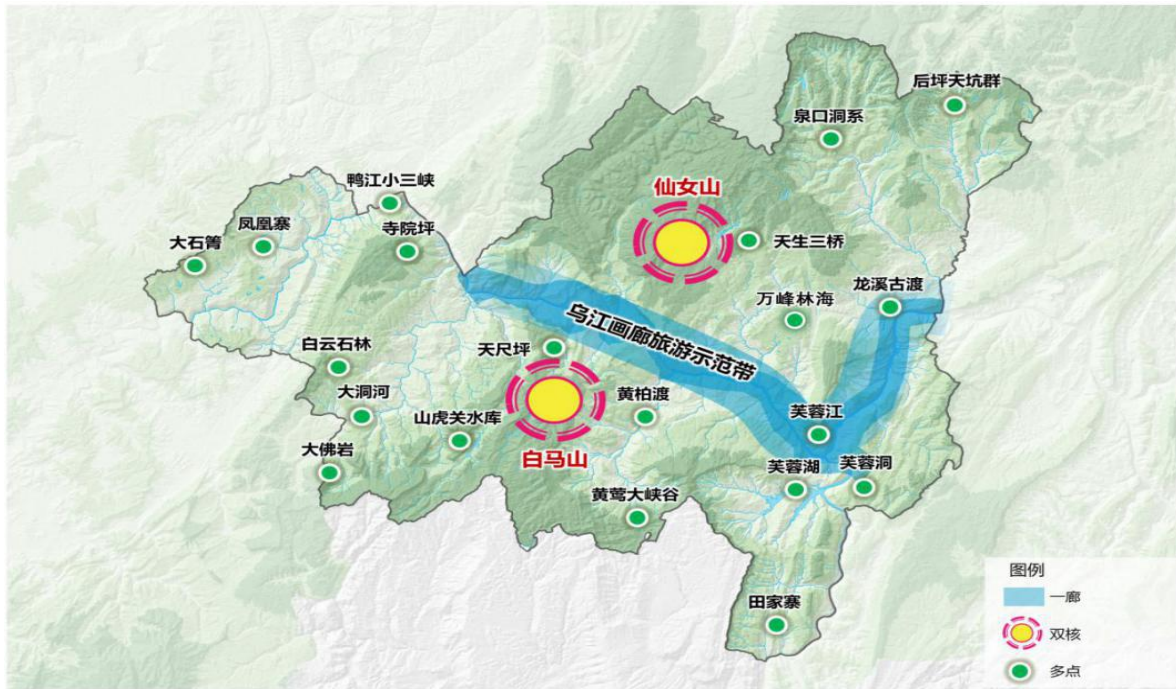 后坪天坑群
泉口洞系
鸭江小三峡
仙女山
凤凰寨
寺院坪
天生三桥
大石箐
龙溪古渡
万峰林海
乌江画廊旅游示范带
天尺坪
白云石林
大洞河
黄柏渡
山虎关水库
芙蓉江
白马山
大佛岩
芙蓉湖
芙蓉洞
黄莺大峡谷
田家寨
图例
一廊
双核
多点